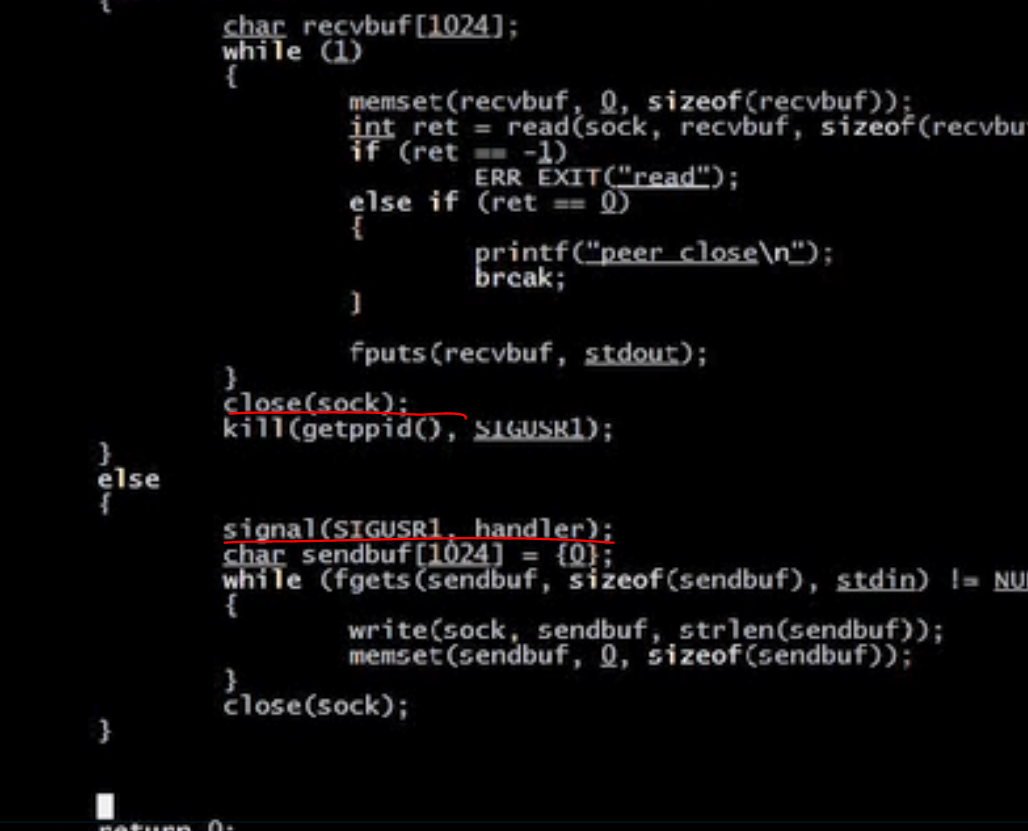 {
char recvbuf[1024];
while (1)
{
memset(recvbuf, 0, sizeof(recvbuf));
int ret = read(sock, recvbuf, sizeof(recvbu
if (ret == -1)
ERR_EXIT("read");
else if (ret == 0)
{
printf("peer close\n");
break;
}
fputs(recvbuf, stdout);
}
close(sock);
kill(getppid(), SIGUSR1);
}
else
{
signal(SIGUSR1, handler);
char sendbuf[1024] = {0};
while (fgets(sendbuf, sizeof(sendbuf), stdin) != NU
{
write(sock, sendbuf, strlen(sendbuf));
memset(sendbuf, 0, sizeof(sendbuf));
}
close(sock);
}
return 0;